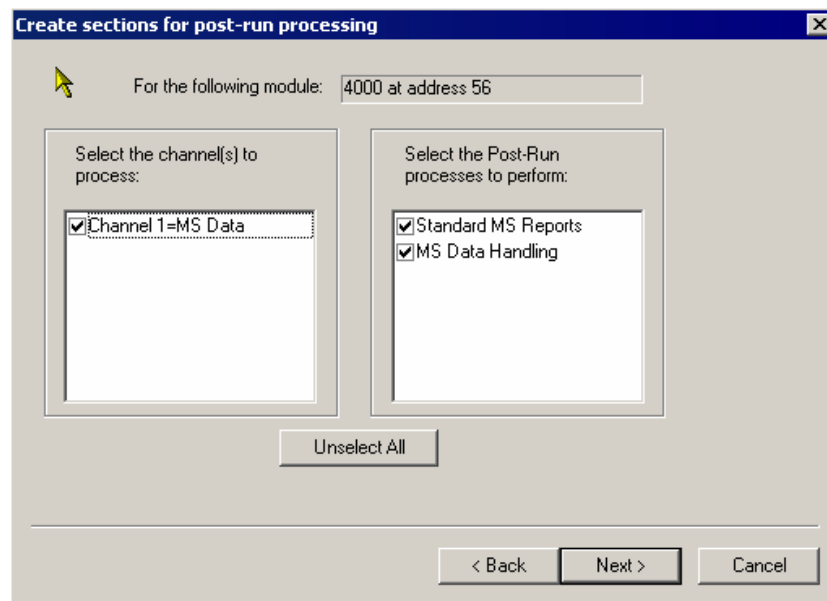 Create sections for post-run processing
For the following module: 4000 at address 56
Select the channel(s) to
process:
Channel 1=MS Data
Select the Post-Run
processes to perform:
Standard MS Reports
MS Data Handling
Unselect All
< Back
Next >
Cancel